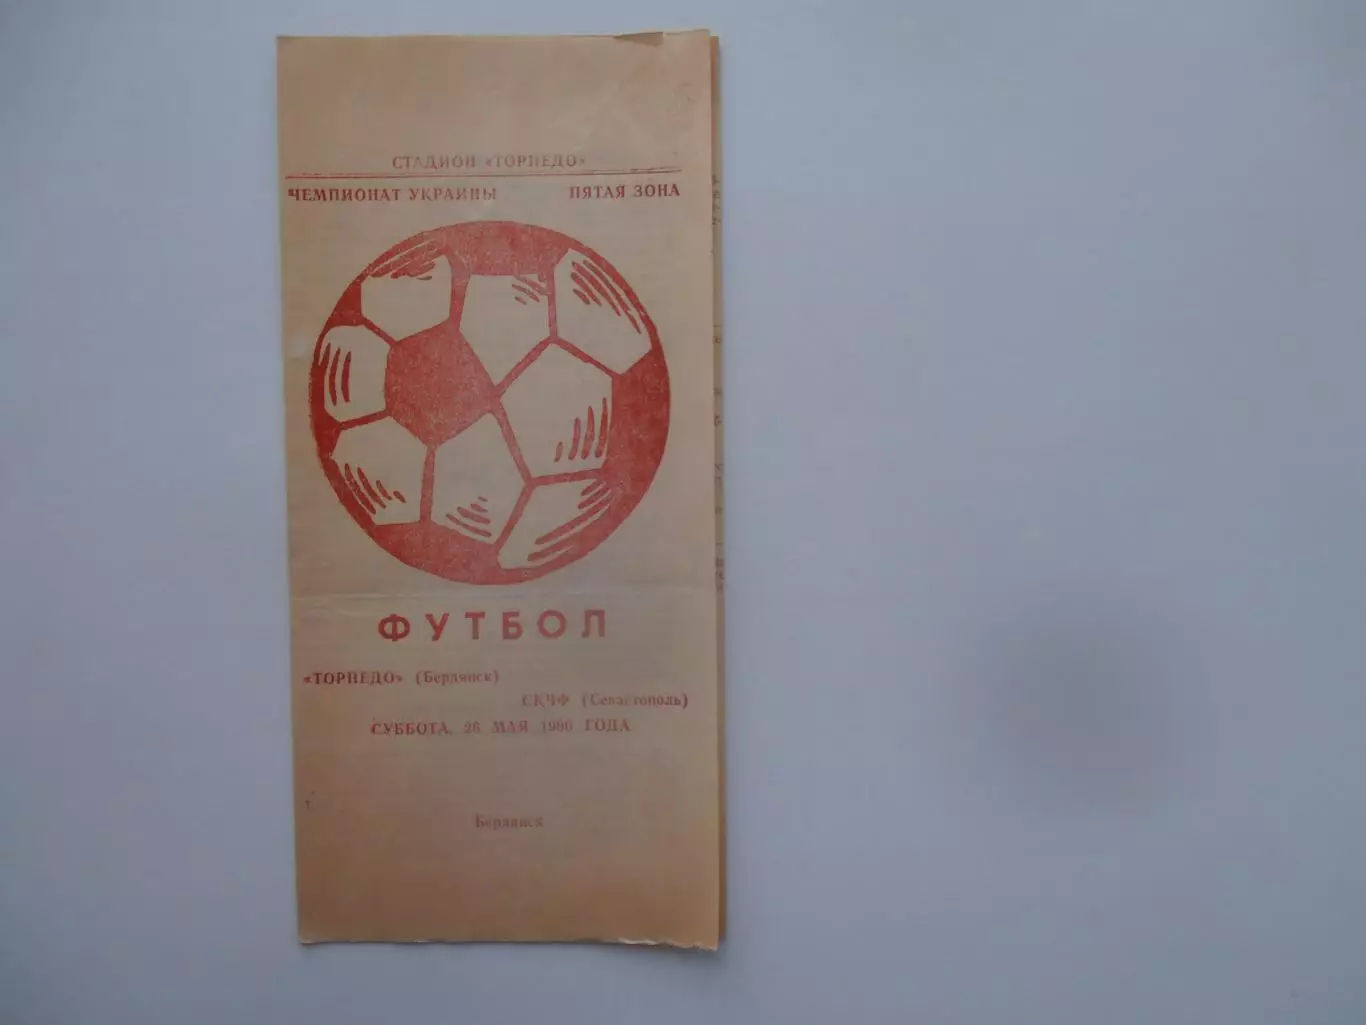 СТАДИОН «ТОРПЕДО»
ЧЕМПИОНАТ УКРАИНЫ ПЯТАЯ ЗОНА
ФУТБОЛ
«ТОРПЕДО» (Бердянск)
СКЧФ (Севастополь)
СУББОТА, 26 МАЯ 1990 ГОДА
Бердянск